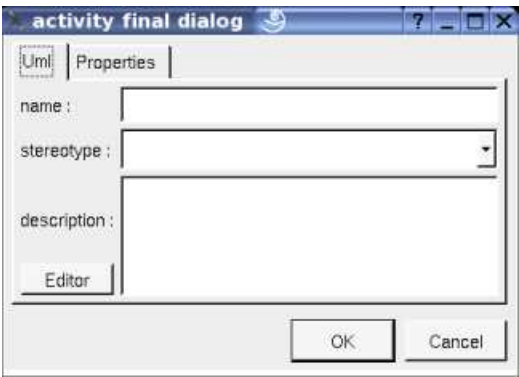 activity final dialog
Uml Properties
name :
stereotype :
description :
Editor
OK Cancel